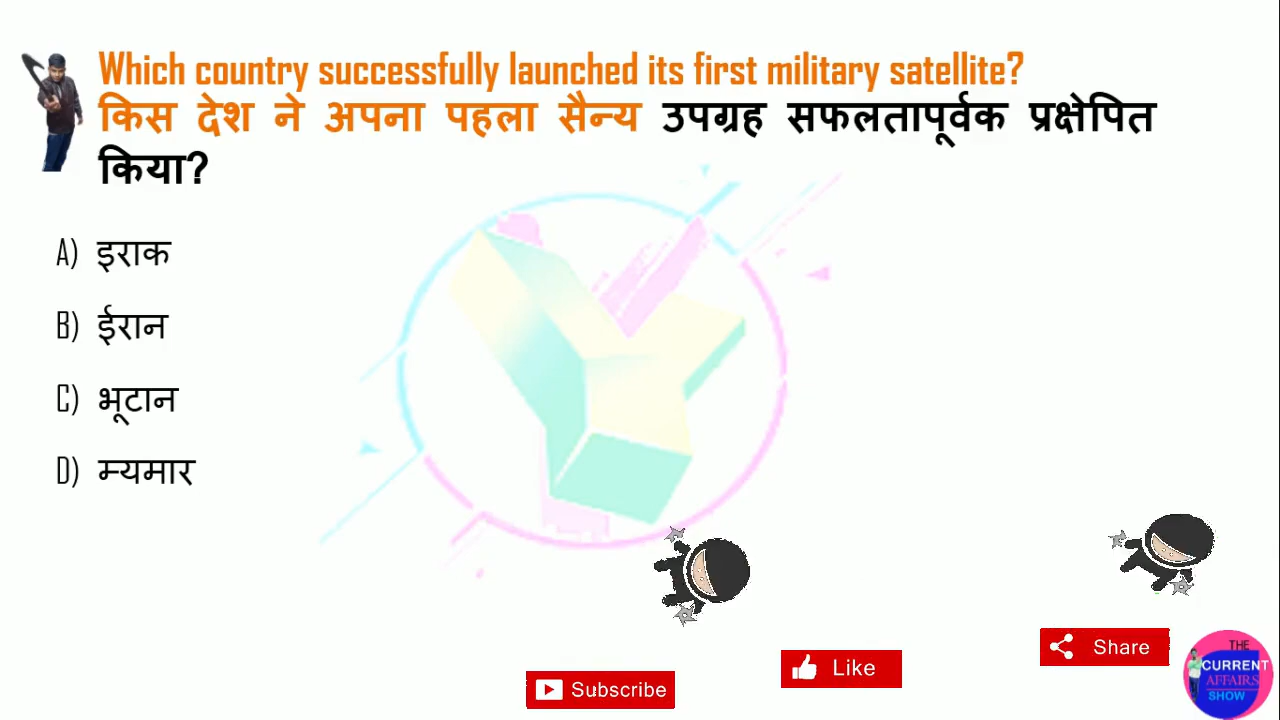 Which country successfully launched its first military satellite?
किस देश ने अपना पहला सैन्य उपग्रह सफलतापूर्वक प्रक्षेपित
किया?
A) इराक
B) ईरान
C) भूटान
D) म्यमार
Subscribe
Like
Share
THE
CURRENT
AFFAIRS
SHOW